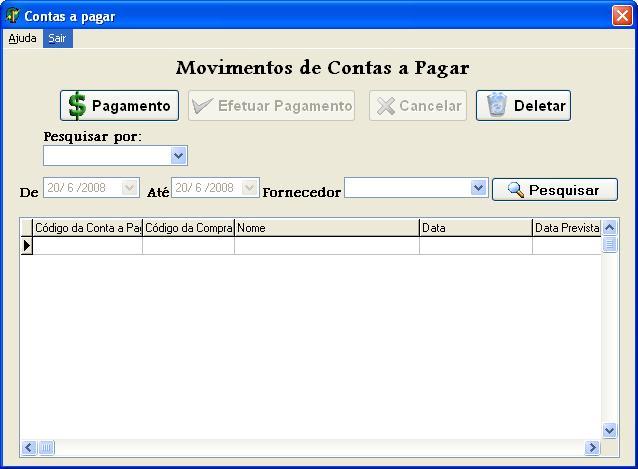 Contas a pagar
Ajuda Sair
Movimentos de Contas a Pagar
Pagamento Efetuar Pagamento Cancelar Deletar
Pesquisar por:
De 20/ 6 /2008 Até 20/ 6 /2008 Fornecedor Pesquisar
Código da Conta a Pag Código da Compra Nome Data Data Prevista